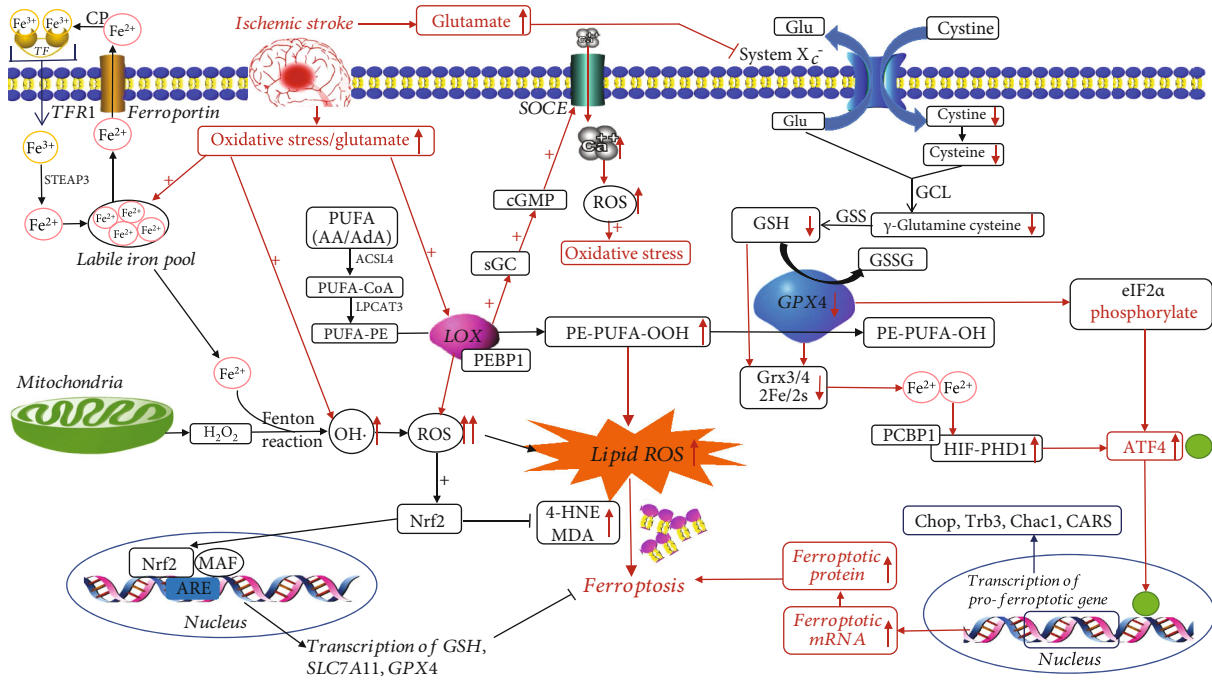 Fe3+
Fe3+
TF
CP
Fe2+
TFR1
Ferroportin
Fe3+
STEAP3
Fe2+
Fe2+
Fe2+
Fe2+
Fe2+
Fe2+
Labile iron pool
Ischemic stroke
Glutamate
Oxidative stress/glutamate
+
+
+
SOCE
Ca++
ROS
+
Oxidative stress
cGMP
+
sGC
+
PUFA
(AA/AdA)
ACSL4
PUFA-CoA
LPCAT3
PUFA-PE
LOX
PEBP1
PE-PUFA-OOH
PE-PUFA-OH
System Xc-
Glu
Cystine
Glu
Cystine
Cysteine
GCL
γ-Glutamine cysteine
GSS
GSH
GSSG
GPX4
eIF2α
phosphorylate
Grx3/4
2Fe/2s
Fe2+
Fe2+
PCBP1
HIF-PHD1
ATF4
Mitochondria
H2O2
Fe2+
Fenton
reaction
OH·
ROS
Lipid ROS
+
Nrf2
4-HNE
MDA
Nrf2
MAF
ARE
Nucleus
Transcription of GSH,
SLC7A11, GPX4
Ferroptosis
Ferroptotic
protein
Ferroptotic
mRNA
Chop, Trb3, Chac1, CARS
Transcription of
pro-ferroptotic gene
Nucleus